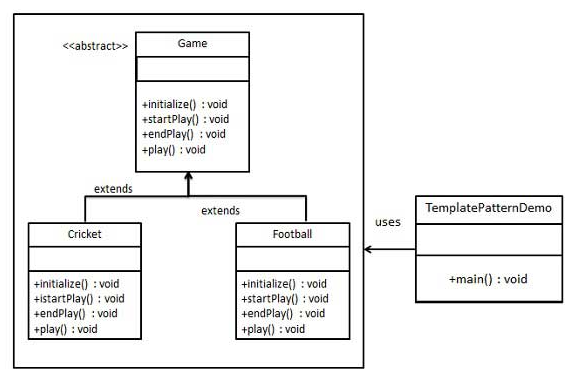 <<abstract>>
Game
+initialize() : void
+startPlay() : void
+endPlay() : void
+play() : void
extends
extends
Cricket
+initialize() : void
+istartPlay() : void
+endPlay() : void
+play() : void
Football
+initialize() : void
+startPlay() : void
+endPlay() : void
+play() : void
uses
TemplatePatternDemo
+main() : void